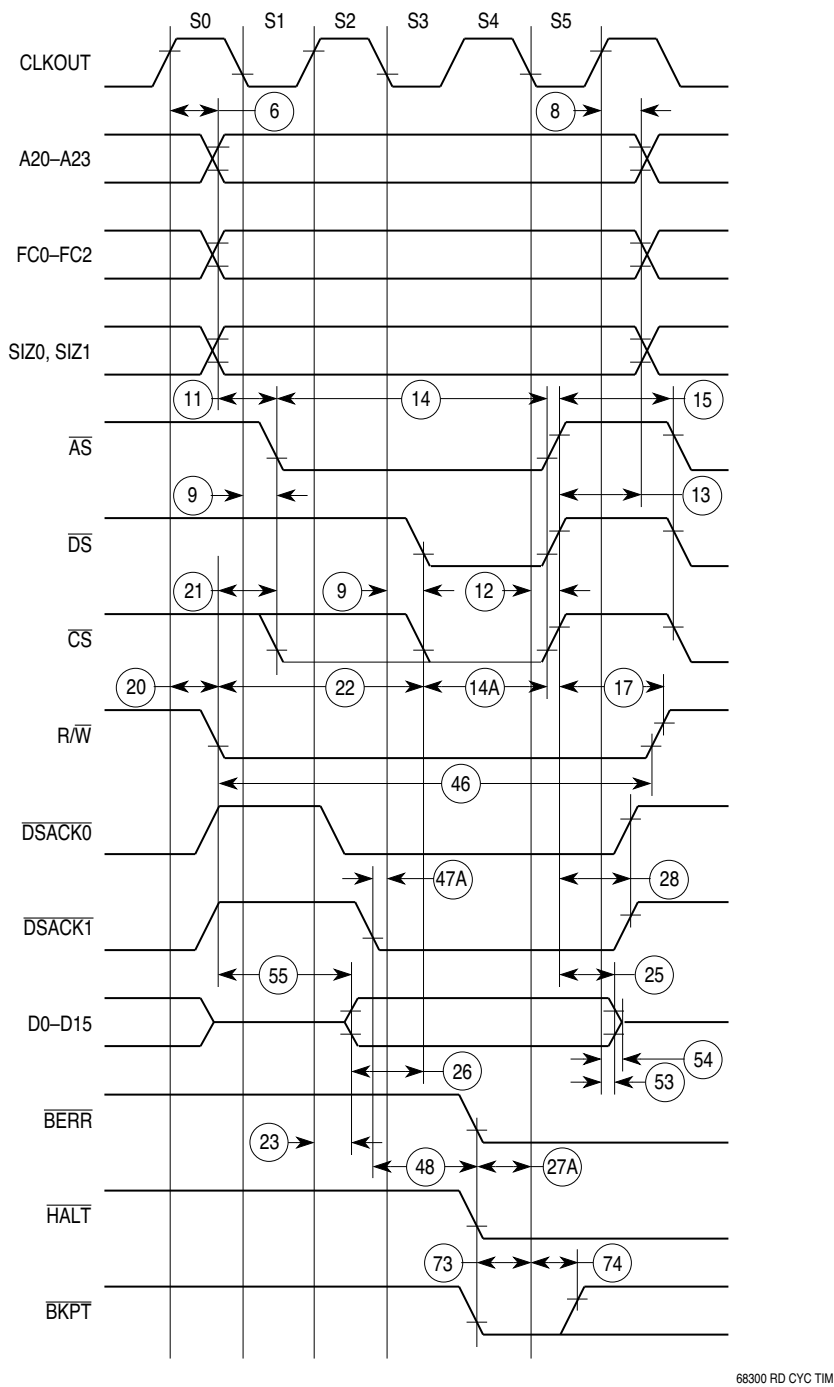 S0 S1 S2 S3 S4 S5
CLKOUT
6 8
A20–A23
FC0–FC2
SIZ0, SIZ1
11 14 15
AS
9 13
DS
21 9 12
CS
20 22 14A 17
R/W
46
DSACK0
47A 28
DSACK1
55 25
D0–D15
54
26 53
BERR
23 48 27A
HALT
73 74
BKPT
68300 RD CYC TIM